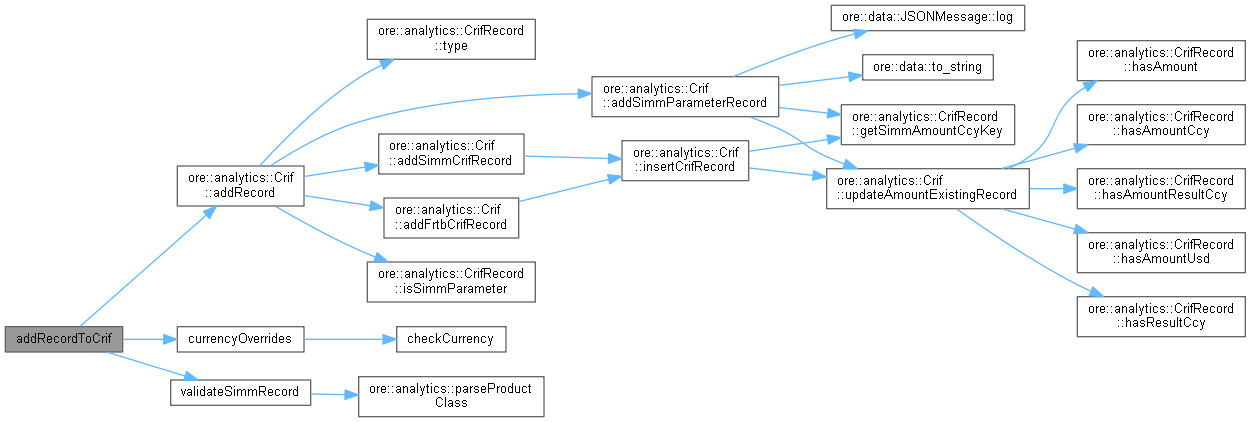 addRecordToCrif
ore::analytics::Crif
::addRecord
currencyOverrides
validateSimmRecord
ore::analytics::CrifRecord
::type
ore::analytics::Crif
::addSimmCrifRecord
ore::analytics::Crif
::addFrtbCrifRecord
ore::analytics::CrifRecord
::isSimmParameter
checkCurrency
ore::analytics::parseProduct
Class
ore::analytics::Crif
::addSimmParameterRecord
ore::analytics::Crif
::insertCrifRecord
ore::data::JSONMessage::log
ore::data::to_string
ore::analytics::CrifRecord
::getSimmAmountCcyKey
ore::analytics::Crif
::updateAmountExistingRecord
ore::analytics::CrifRecord
::hasAmount
ore::analytics::CrifRecord
::hasAmountCcy
ore::analytics::CrifRecord
::hasAmountResultCcy
ore::analytics::CrifRecord
::hasAmountUsd
ore::analytics::CrifRecord
::hasResultCcy